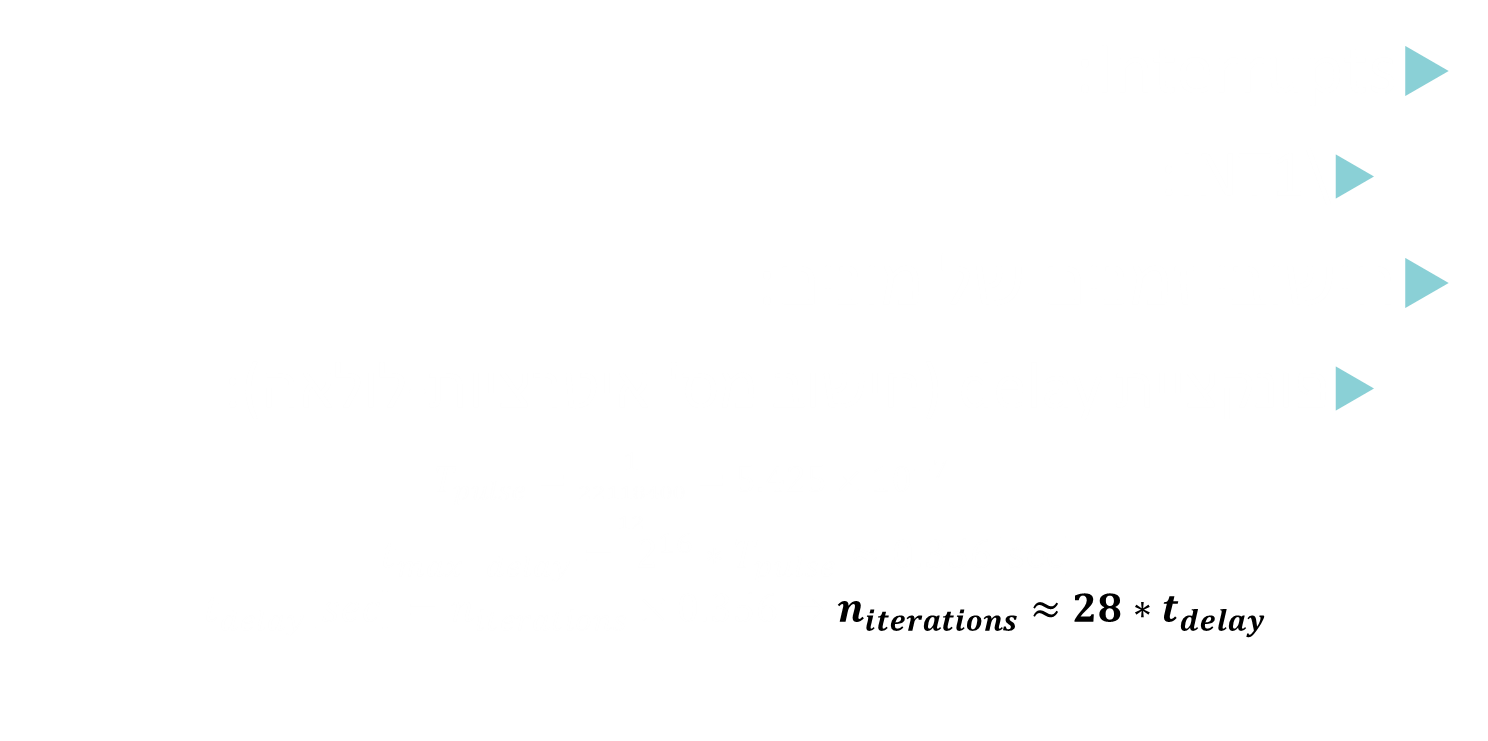 n_iterations ≈ 28 * t_delay